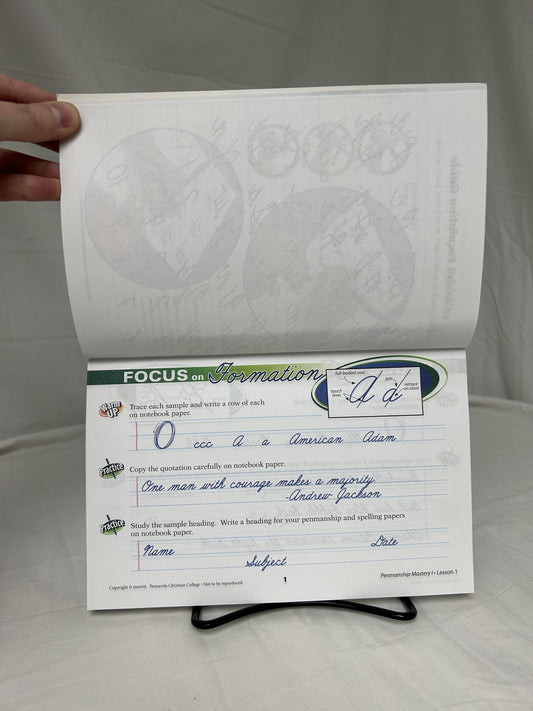 FOCUS on Formation
full-bodied oval
join
touch lines
retrace on slant
a d
Warm Up
Trace each sample and write a row of each
on notebook paper.
O ccc A a American Adam
Practice
Copy the quotation carefully on notebook paper.
One man with courage makes a majority.
-Andrew Jackson
Practice
Study the sample heading. Write a heading for your penmanship and spelling papers
on notebook paper.
Name Date
Subject
Pensacola Christian College • Not to be reproduced.
1
Penmanship Mastery I • Lesson 1